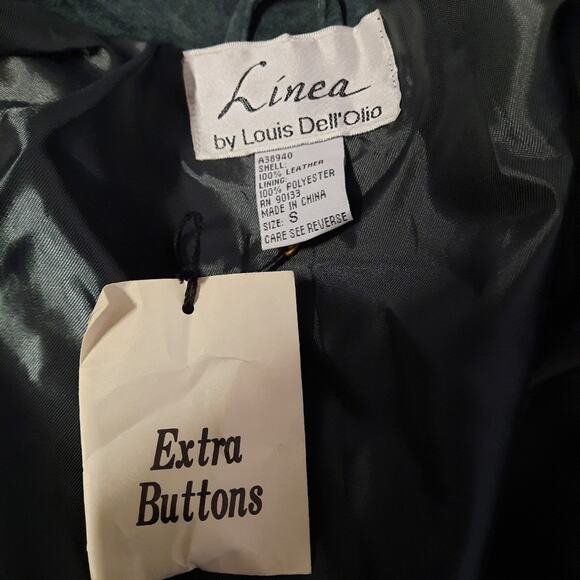 Linea
by Louis Dell'Olio
A38940
SHELL:
100% LEATHER
LINING:
100% POLYESTER
RN 90133
MADE IN CHINA
SIZE: S
CARE SEE REVERSE
Extra
Buttons